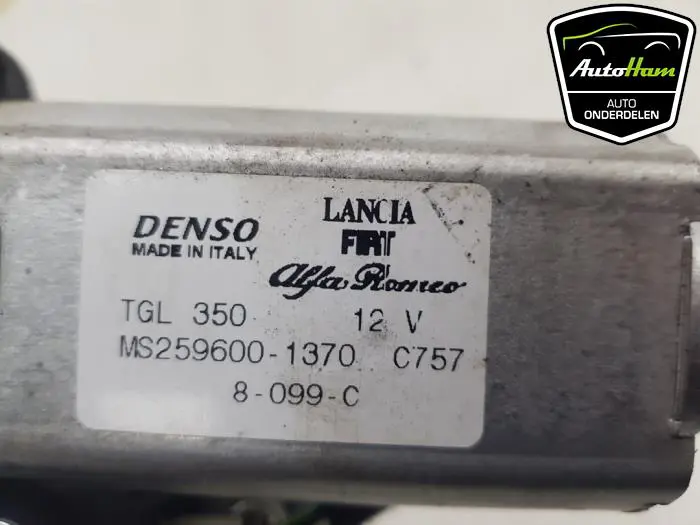 AutoHam
AUTO
ONDERDELEN
DENSO
MADE IN ITALY
LANCIA
FIAT
Alfa Romeo
TGL 350 12 V
MS259600-1370 C757
8-099-C